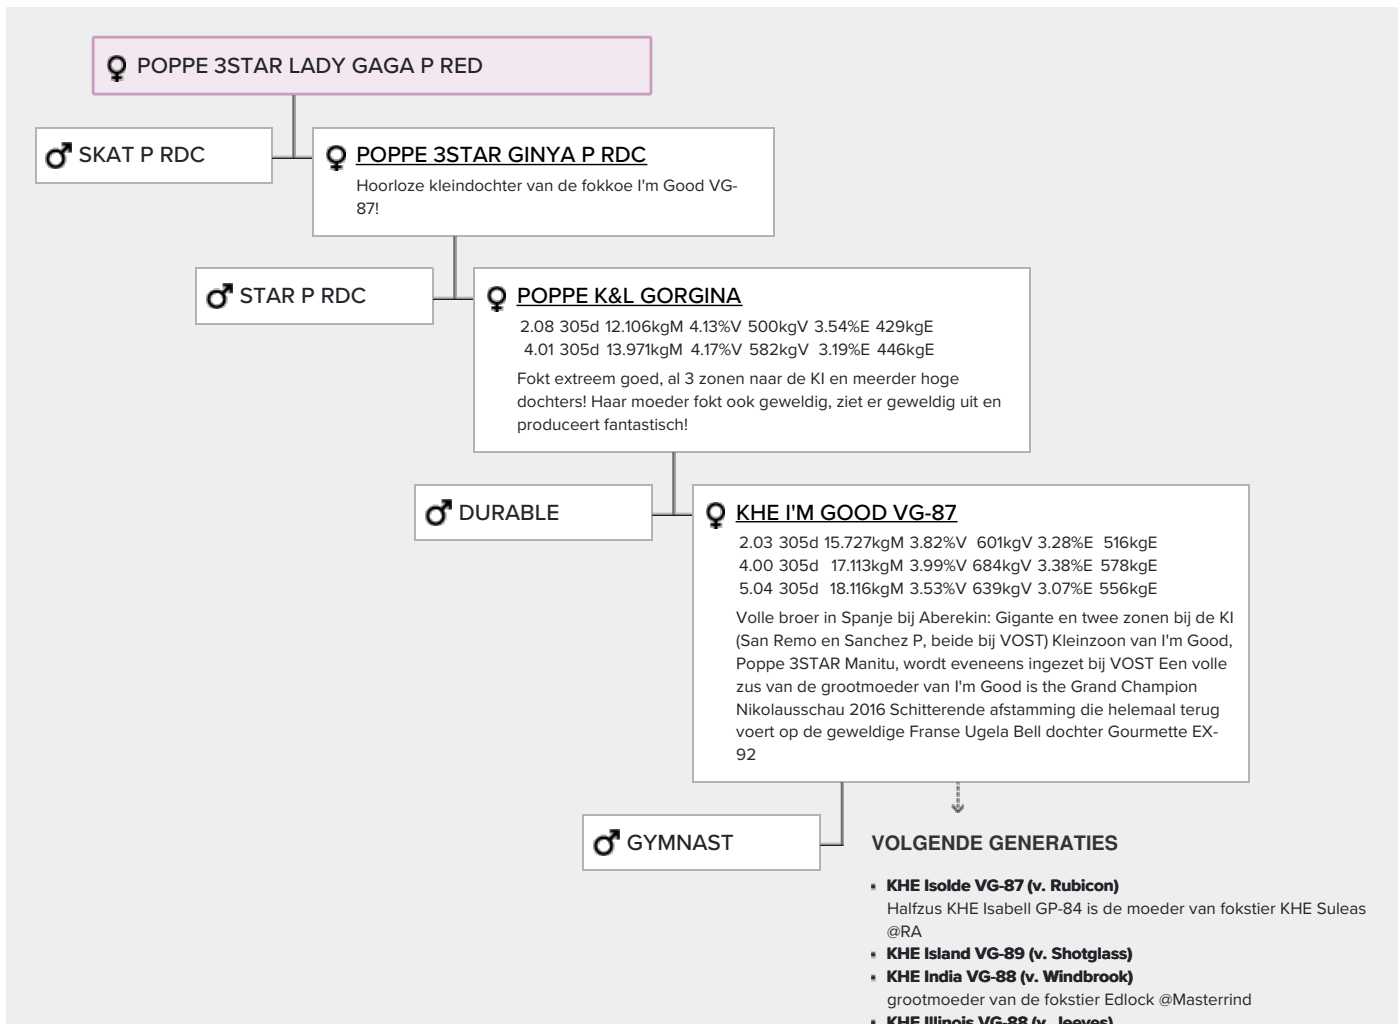 POPPE 3STAR LADY GAGA P RED
SKAT P RDC
POPPE 3STAR GINYA P RDC
Hoorloze kleindochter van de fokkoe I'm Good VG-
87!
STAR P RDC
POPPE K&L GORGINA
2.08 305d 12.106kgM 4.13%V 500kgV 3.54%E 429kgE
4.01 305d 13.971kgM 4.17%V 582kgV 3.19%E 446kgE
Fokt extreem goed, al 3 zonen naar de KI en meerder hoge
dochters! Haar moeder fokt ook geweldig, ziet er geweldig uit en
produceert fantastisch!
DURABLE
KHE I'M GOOD VG-87
2.03 305d 15.727kgM 3.82%V 601kgV 3.28%E 516kgE
4.00 305d 17.113kgM 3.99%V 684kgV 3.38%E 578kgE
5.04 305d 18.116kgM 3.53%V 639kgV 3.07%E 556kgE
Volle broer in Spanje bij Aberekin: Gigante en twee zonen bij de KI
(San Remo en Sanchez P, beide bij VOST) Kleinzoon van I'm Good,
Poppe 3STAR Manitu, wordt eveneens ingezet bij VOST Een volle
zus van de grootmoeder van I'm Good is the Grand Champion
Nikolausschau 2016 Schitterende afstamming die helemaal terug
voert op de geweldige Franse Ugela Bell dochter Gourmette EX-
92
GYMNAST
VOLGENDE GENERATIES
KHE Isolde VG-87 (v. Rubicon)
Halfzus KHE Isabell GP-84 is de moeder van fokstier KHE Suleas
@RA
KHE Island VG-89 (v. Shotglass)
KHE India VG-88 (v. Windbrook)
grootmoeder van de fokstier Edlock @Masterrind
KHE Illinois VG-88 (v. Jeeves)